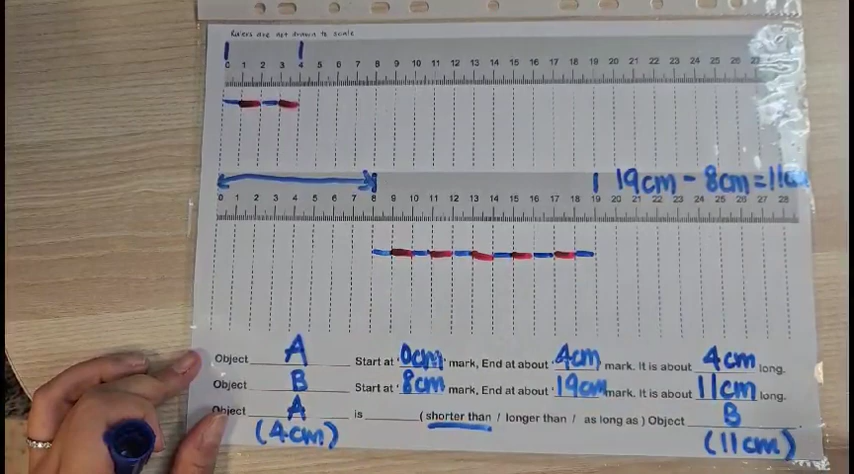 Rulers are not drawn to scale
0 1 2 3 4 5 6 7 8 9 10 11 12 13 14 15 16 17 18 19 20 21 22 23 24 25 26 27
19cm - 8cm = 11cm
0 1 2 3 4 5 6 7 8 9 10 11 12 13 14 15 16 17 18 19 20 21 22 23 24 25 26 27 28
Object A Start at '0cm' mark, End at about '4cm' mark. It is about 4cm long.
Object B Start at '8cm' mark, End at about '19cm' mark. It is about 11cm long.
Object A is ______ ( shorter than / longer than / as long as ) Object B.
(4cm) (11cm)